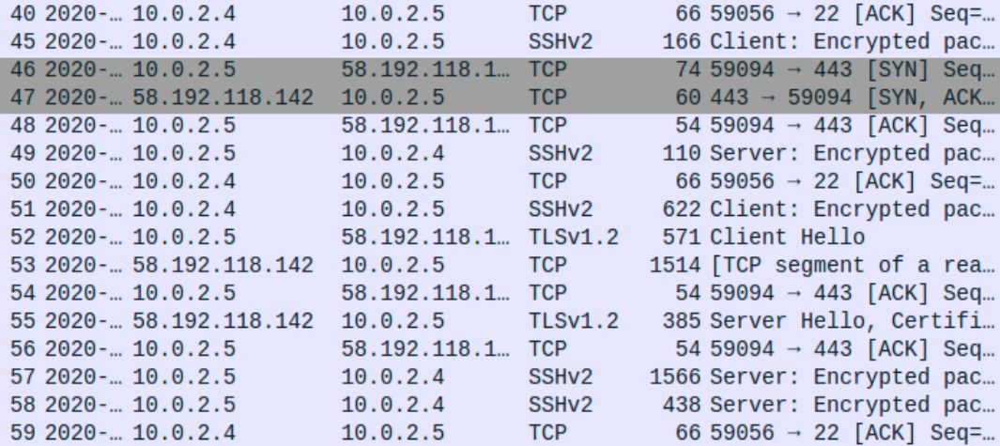 40 2020-… 10.0.2.4 10.0.2.5 TCP 66 59056 → 22 [ACK] Seq=…
45 2020-… 10.0.2.4 10.0.2.5 SSHv2 166 Client: Encrypted pac…
46 2020-… 10.0.2.5 58.192.118.1… TCP 74 59094 → 443 [SYN] Seq…
47 2020-… 58.192.118.142 10.0.2.5 TCP 60 443 → 59094 [SYN, ACK…
48 2020-… 10.0.2.5 58.192.118.1… TCP 54 59094 → 443 [ACK] Seq…
49 2020-… 10.0.2.5 10.0.2.4 SSHv2 110 Server: Encrypted pac…
50 2020-… 10.0.2.4 10.0.2.5 TCP 66 59056 → 22 [ACK] Seq=…
51 2020-… 10.0.2.4 10.0.2.5 SSHv2 622 Client: Encrypted pac…
52 2020-… 10.0.2.5 58.192.118.1… TLSv1.2 571 Client Hello
53 2020-… 58.192.118.142 10.0.2.5 TCP 1514 [TCP segment of a rea…
54 2020-… 10.0.2.5 58.192.118.1… TCP 54 59094 → 443 [ACK] Seq…
55 2020-… 58.192.118.142 10.0.2.5 TLSv1.2 385 Server Hello, Certifi…
56 2020-… 10.0.2.5 58.192.118.1… TCP 54 59094 → 443 [ACK] Seq…
57 2020-… 10.0.2.5 10.0.2.4 SSHv2 1566 Server: Encrypted pac…
58 2020-… 10.0.2.5 10.0.2.4 SSHv2 438 Server: Encrypted pac…
59 2020-… 10.0.2.4 10.0.2.5 TCP 66 59056 → 22 [ACK] Seq=…